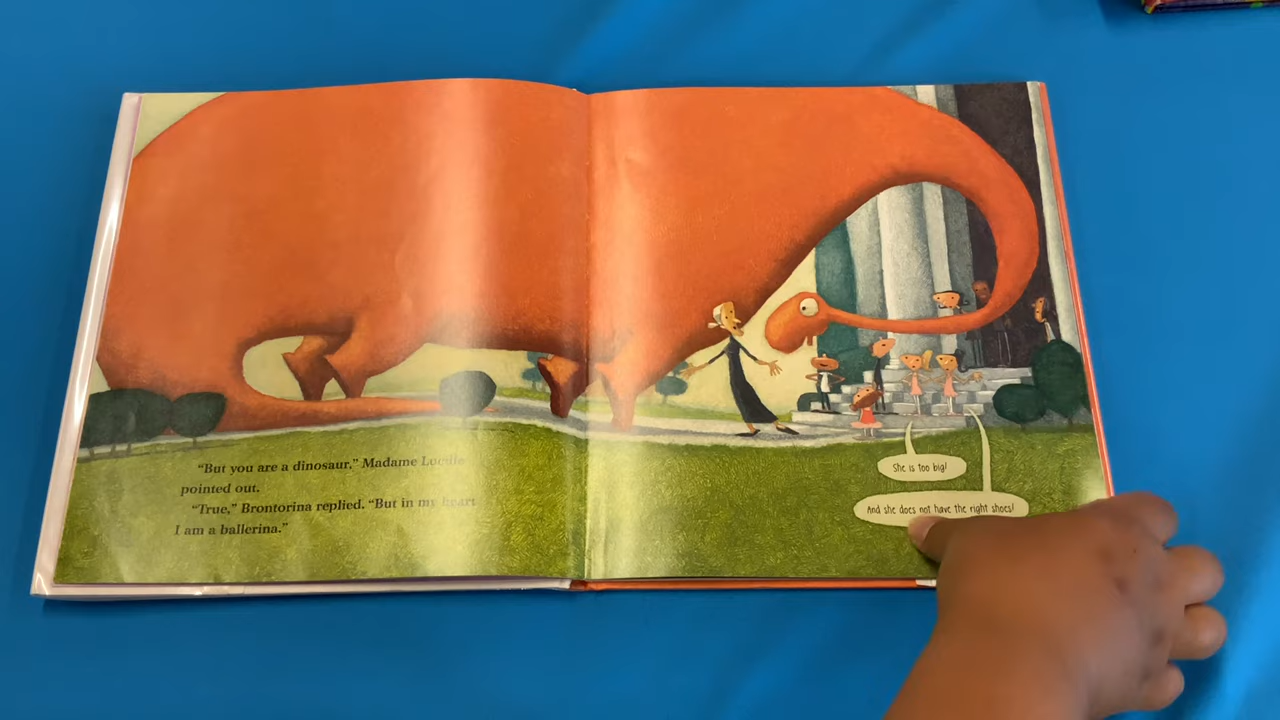 “But you are a dinosaur,” Madame Lucille
pointed out.
“True,” Brontorina replied. “But in my heart
I am a ballerina.”
She is too big!
And she does not have the right shoes!